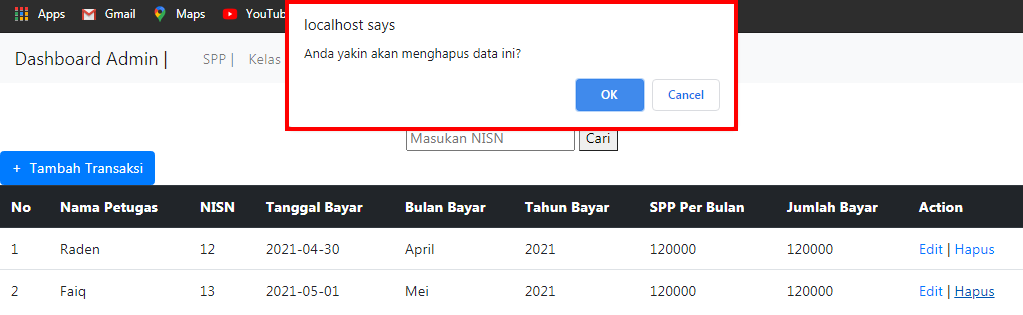 Apps Gmail Maps YouTub
localhost says
Anda yakin akan menghapus data ini?
OK Cancel
Dashboard Admin | SPP | Kelas
Masukan NISN Cari
+ Tambah Transaksi
No Nama Petugas NISN Tanggal Bayar Bulan Bayar Tahun Bayar SPP Per Bulan Jumlah Bayar Action
1 Raden 12 2021-04-30 April 2021 120000 120000 Edit | Hapus
2 Faiq 13 2021-05-01 Mei 2021 120000 120000 Edit | Hapus